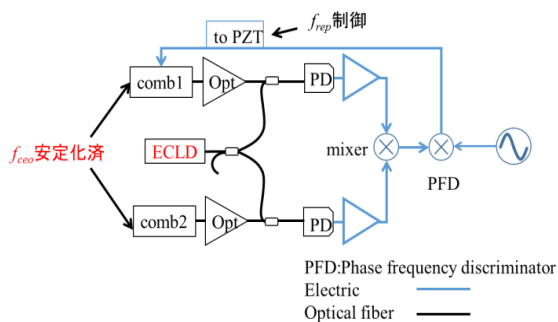 to PZT
f_rep制御
comb1
Opt
PD
f_ceo安定化済
ECLD
mixer
PFD
comb2
Opt
PD
PFD:Phase frequency discriminator
Electric
Optical fiber